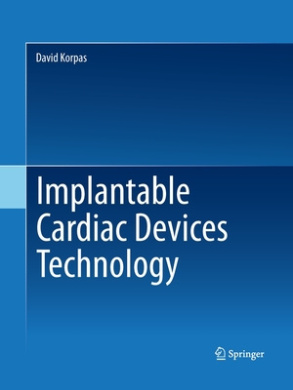 David Korpas
Implantable
Cardiac Devices
Technology
Springer